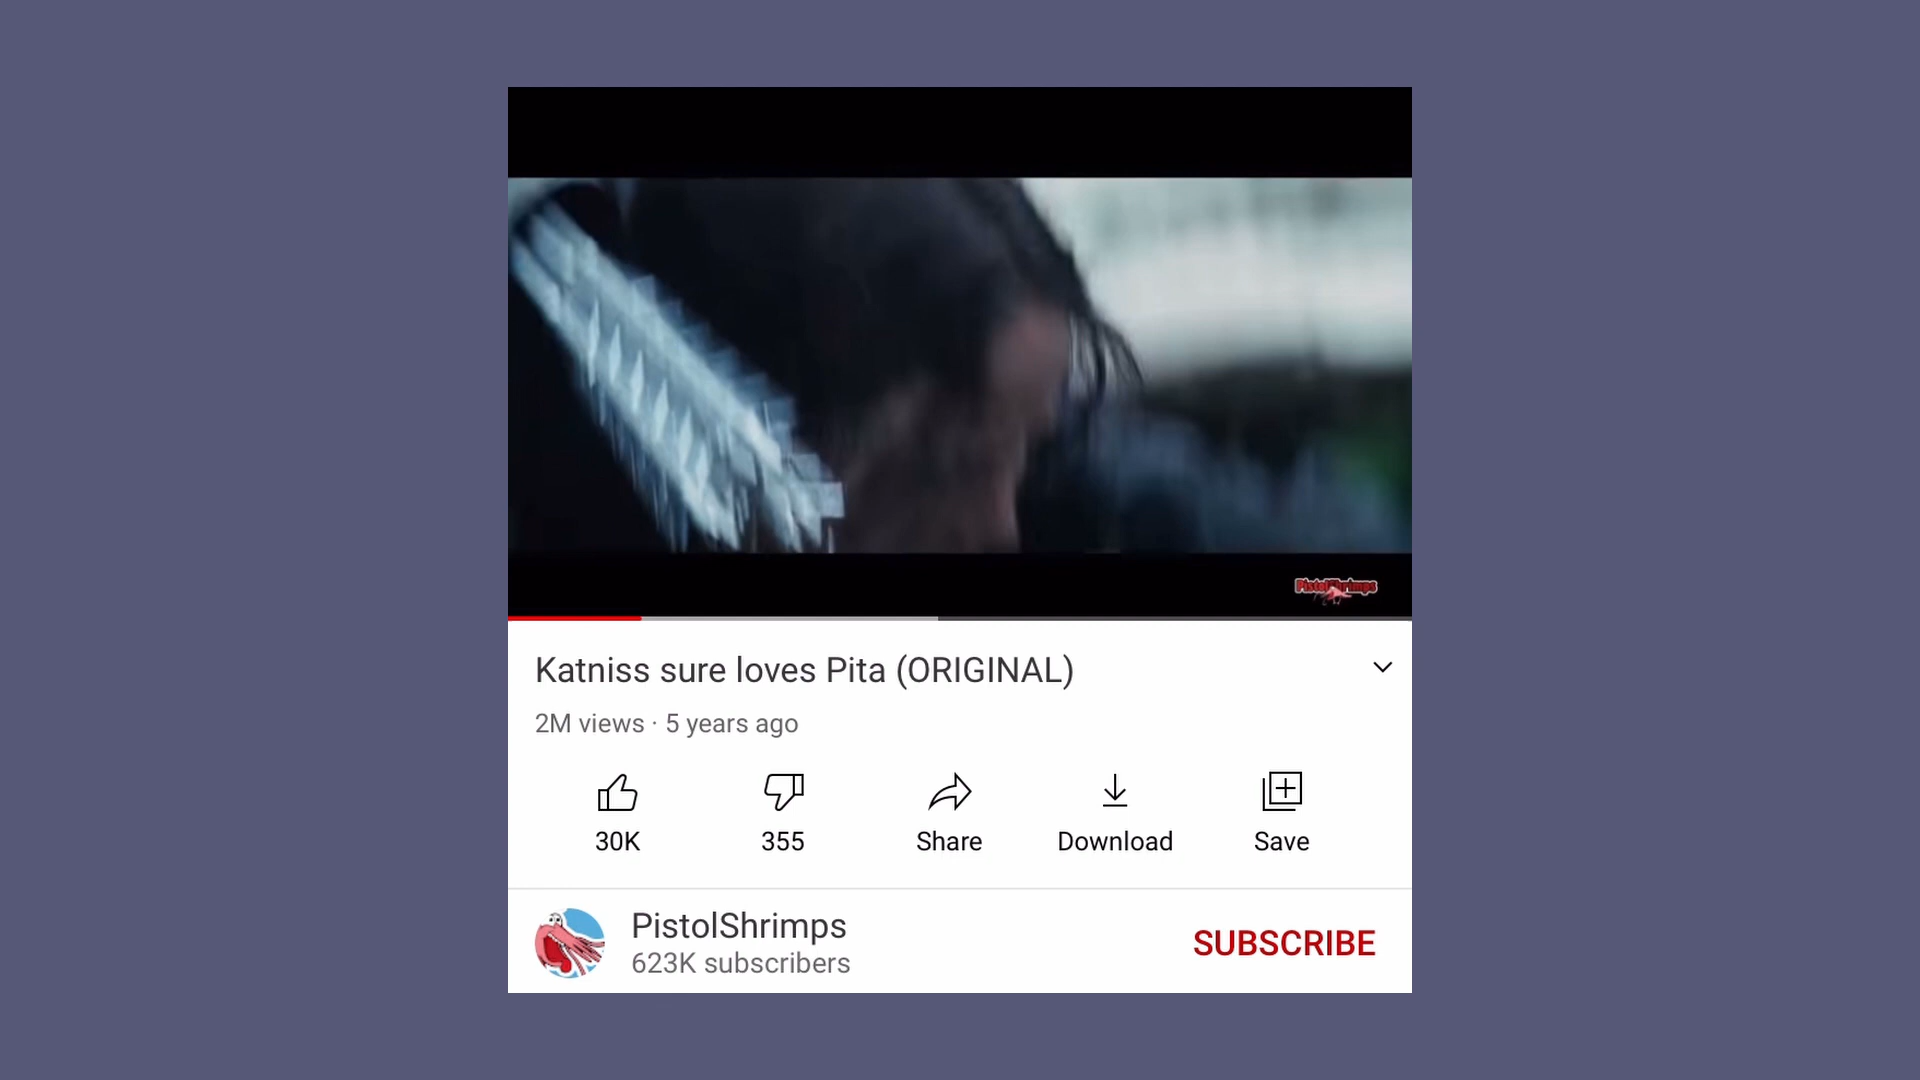 PistolShrimps
Katniss sure loves Pita (ORIGINAL)
2M views · 5 years ago
30K
355
Share
Download
Save
PistolShrimps
623K subscribers
SUBSCRIBE